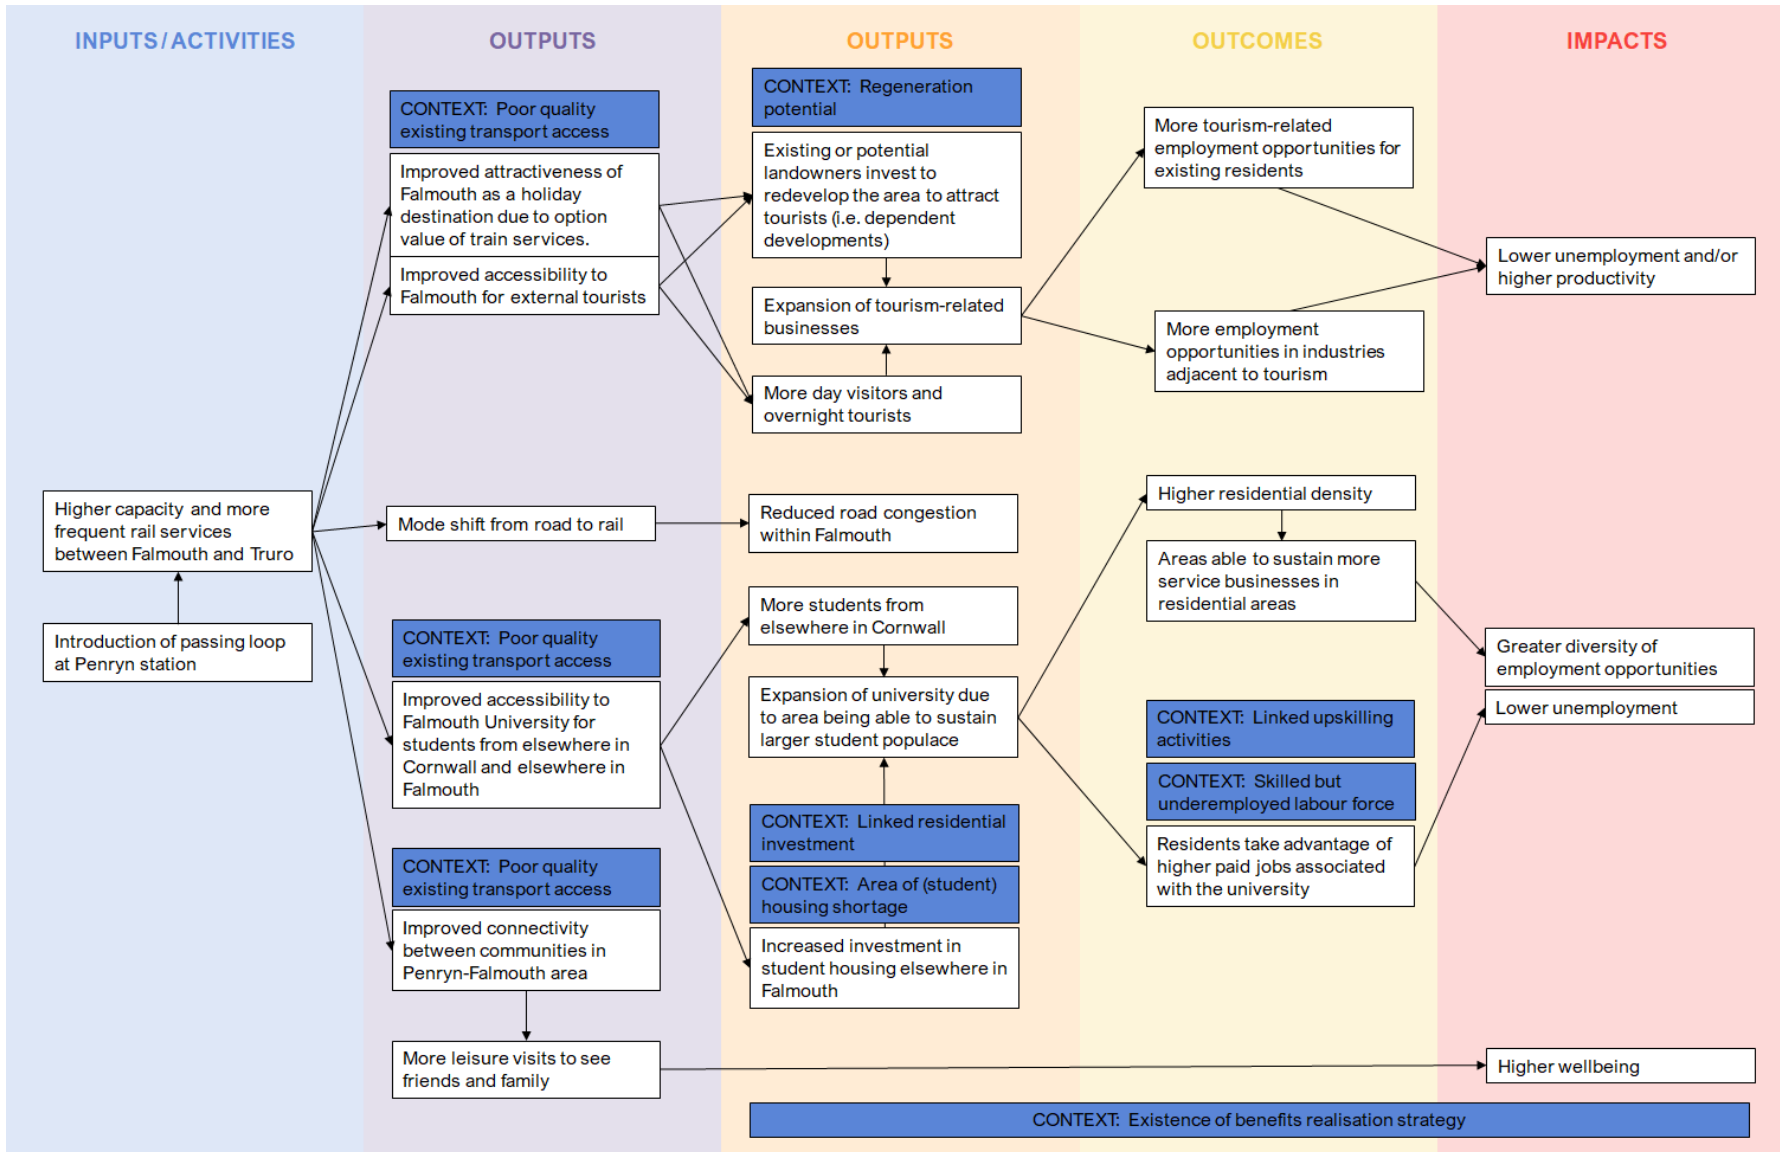 INPUTS/ACTIVITIES
OUTPUTS
OUTPUTS
OUTCOMES
IMPACTS
Higher capacity and more
frequent rail services
between Falmouth and Truro
Introduction of passing loop
at Penryn station
CONTEXT: Poor quality
existing transport access
Improved attractiveness of
Falmouth as a holiday
destination due to option
value of train services.
Improved accessibility to
Falmouth for external tourists
Mode shift from road to rail
CONTEXT: Poor quality
existing transport access
Improved accessibility to
Falmouth University for
students from elsewhere in
Cornwall and elsewhere in
Falmouth
CONTEXT: Poor quality
existing transport access
Improved connectivity
between communities in
Penryn-Falmouth area
More leisure visits to see
friends and family
CONTEXT: Regeneration
potential
Existing or potential
landowners invest to
redevelop the area to attract
tourists (i.e. dependent
developments)
Expansion of tourism-related
businesses
More day visitors and
overnight tourists
Reduced road congestion
within Falmouth
More students from
elsewhere in Cornwall
Expansion of university due
to area being able to sustain
larger student populace
CONTEXT: Linked residential
investment
CONTEXT: Area of (student)
housing shortage
Increased investment in
student housing elsewhere in
Falmouth
More tourism-related
employment opportunities for
existing residents
More employment
opportunities in industries
adjacent to tourism
Higher residential density
Areas able to sustain more
service businesses in
residential areas
CONTEXT: Linked upskilling
activities
CONTEXT: Skilled but
underemployed labour force
Residents take advantage of
higher paid jobs associated
with the university
Lower unemployment and/or
higher productivity
Greater diversity of
employment opportunities
Lower unemployment
Higher wellbeing
CONTEXT: Existence of benefits realisation strategy